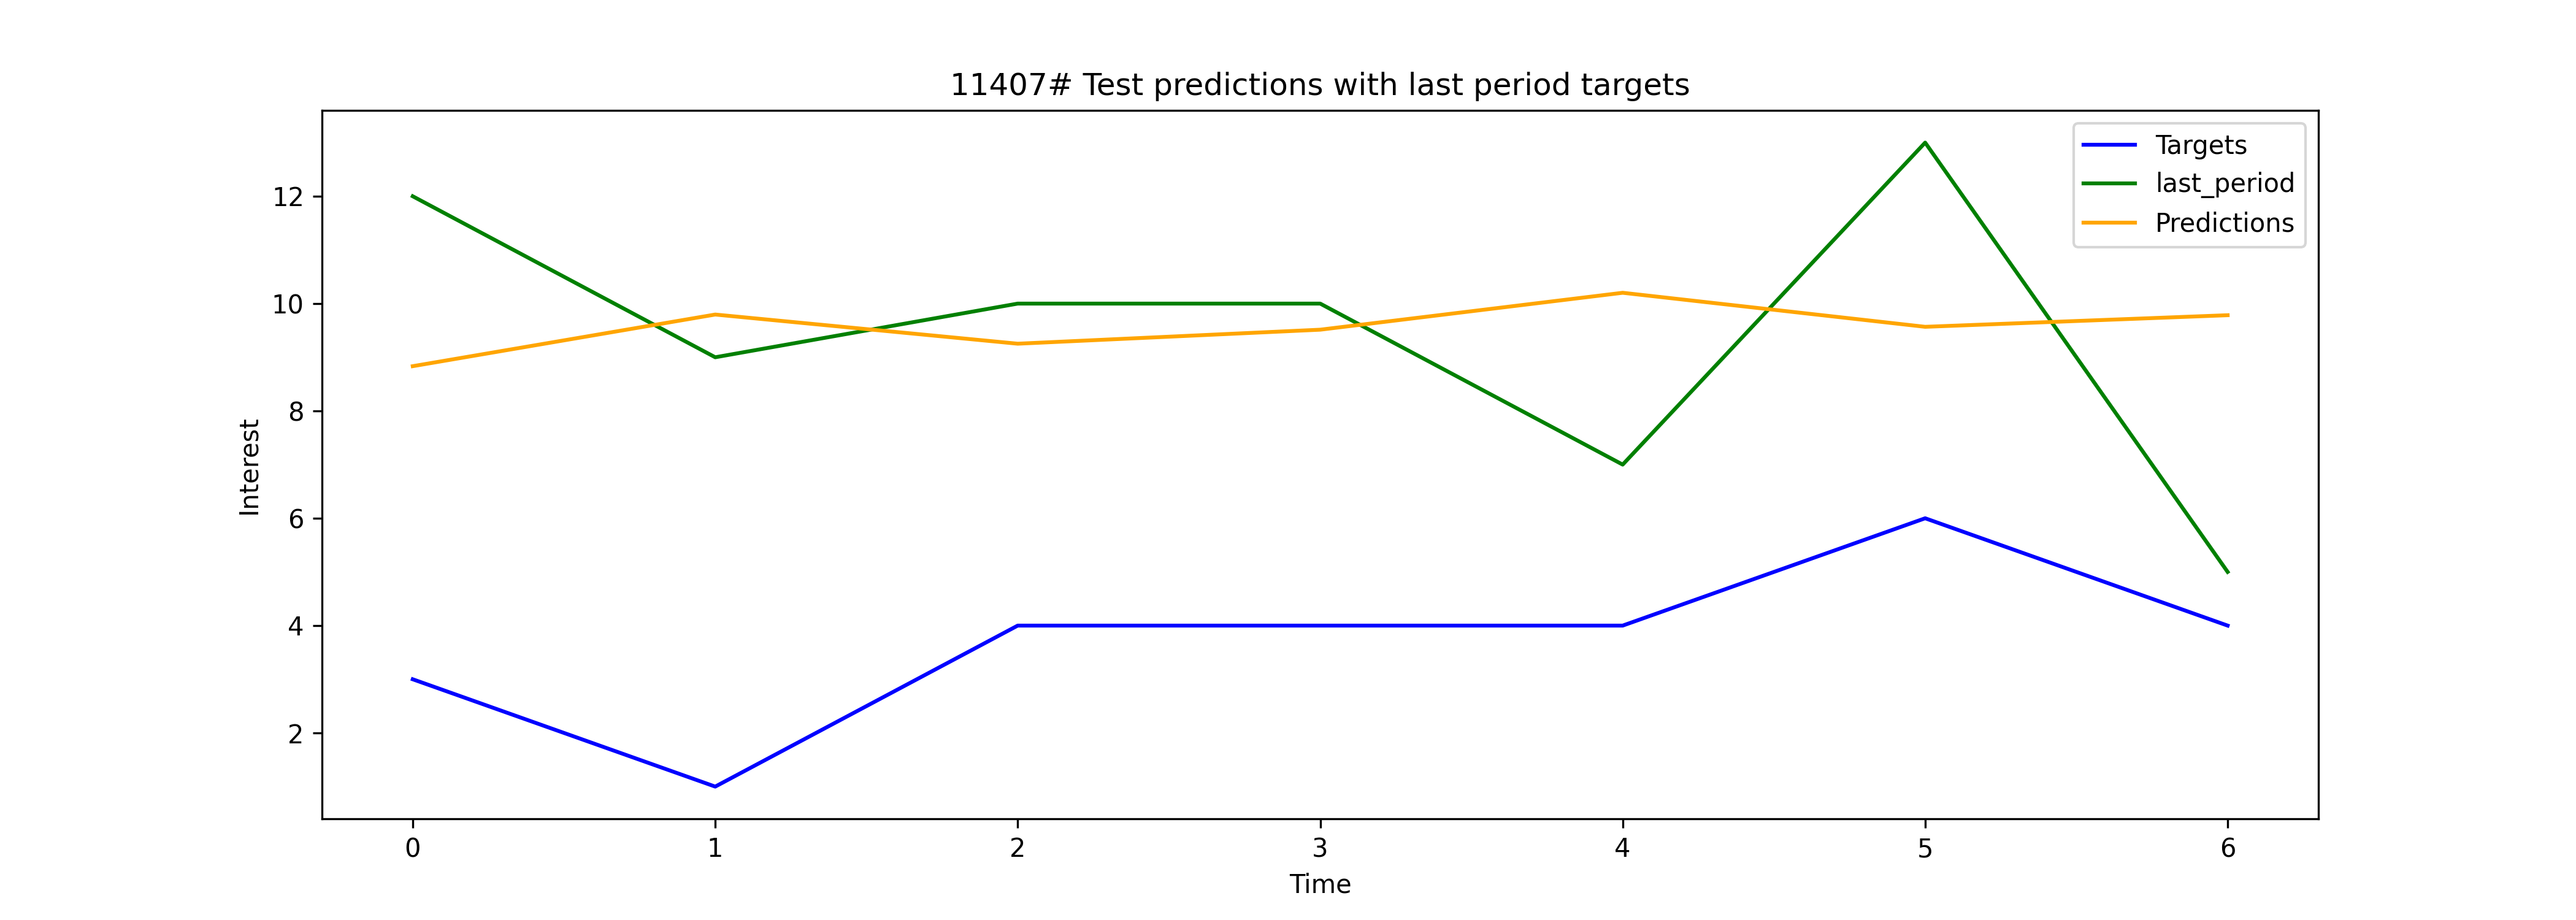 11407# Test predictions with last period targets
Targets
last_period
Predictions
12
10
8
6
4
2
Interest
0 1 2 3 4 5 6
Time